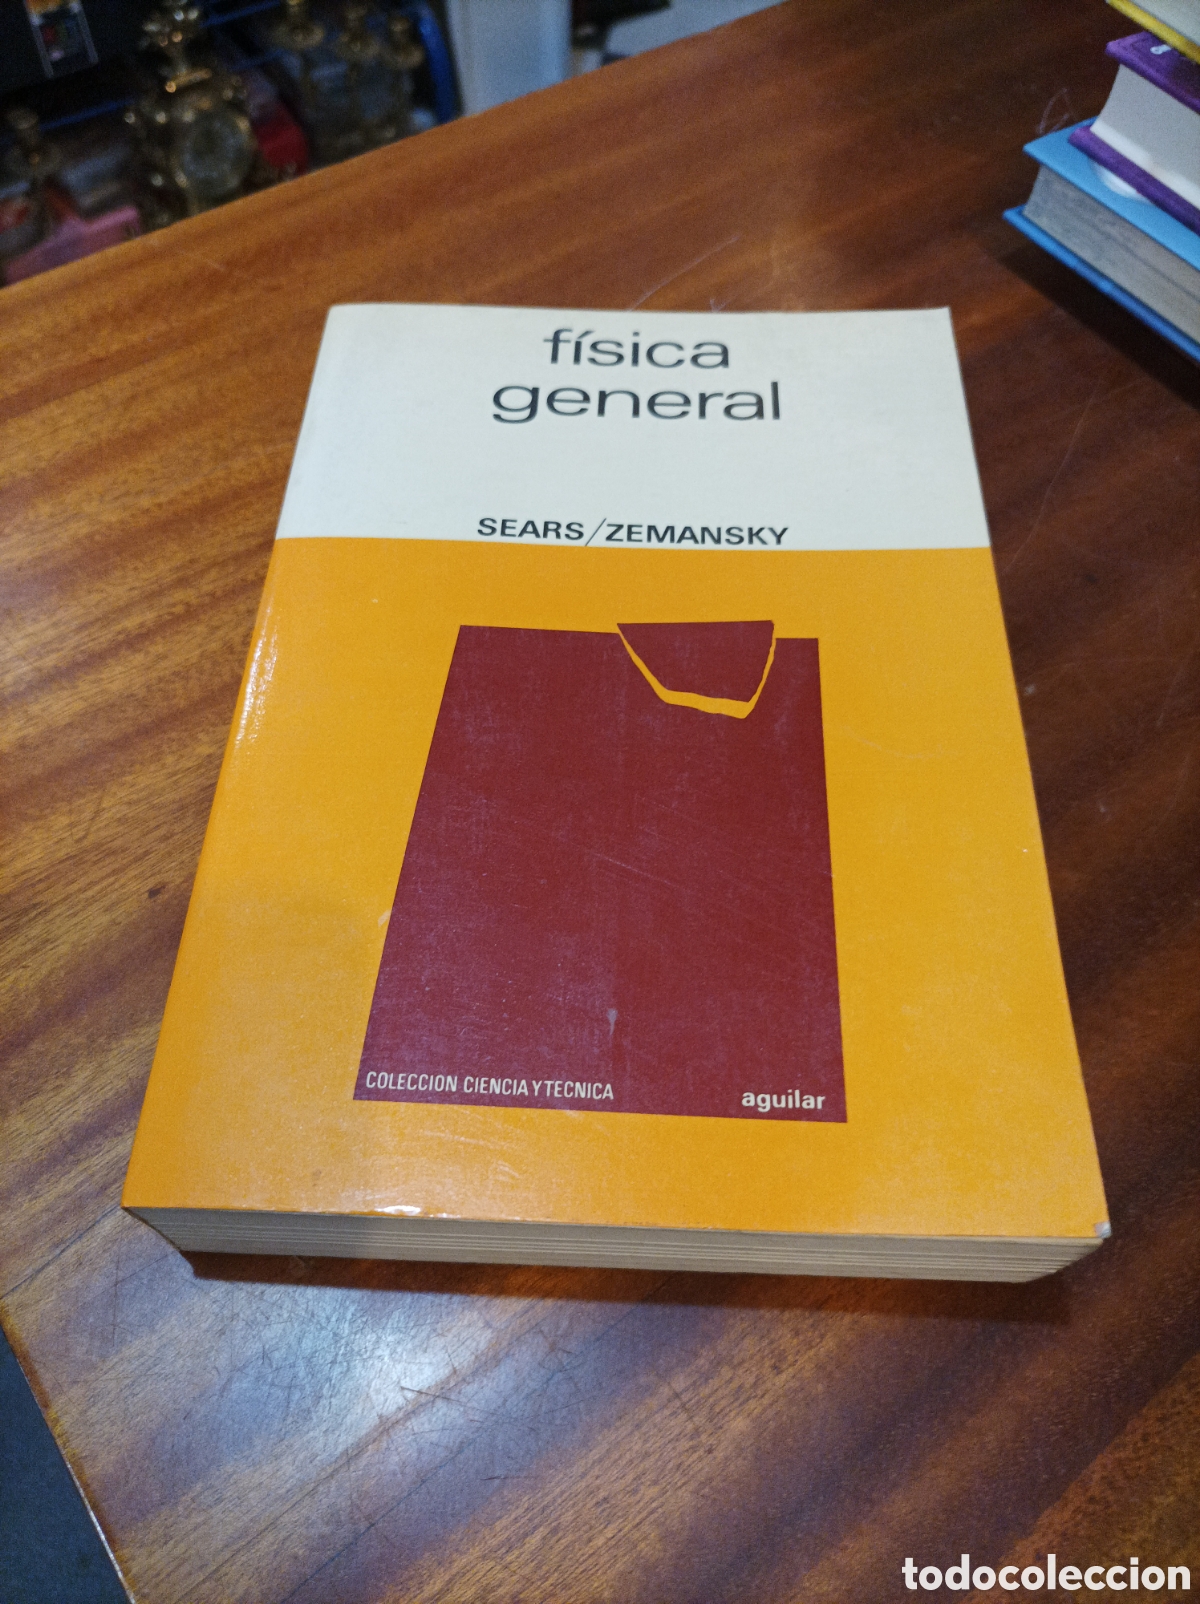 física
general
SEARS/ZEMANSKY
COLECCION CIENCIA Y TECNICA
aguilar
todocoleccion